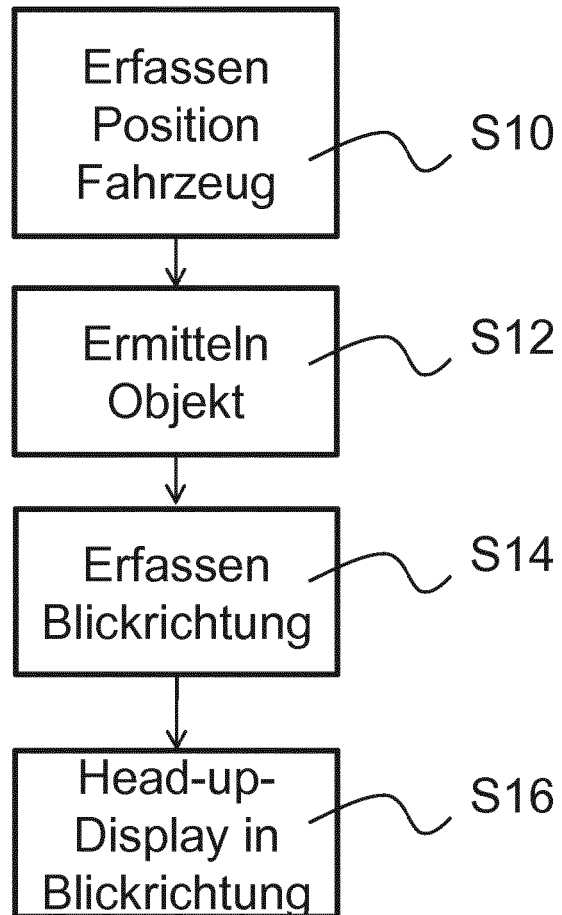 Erfassen
Position
Fahrzeug
S10
Ermitteln
Objekt
S12
Erfassen
Blickrichtung
S14
Head-up-
Display in
Blickrichtung
S16